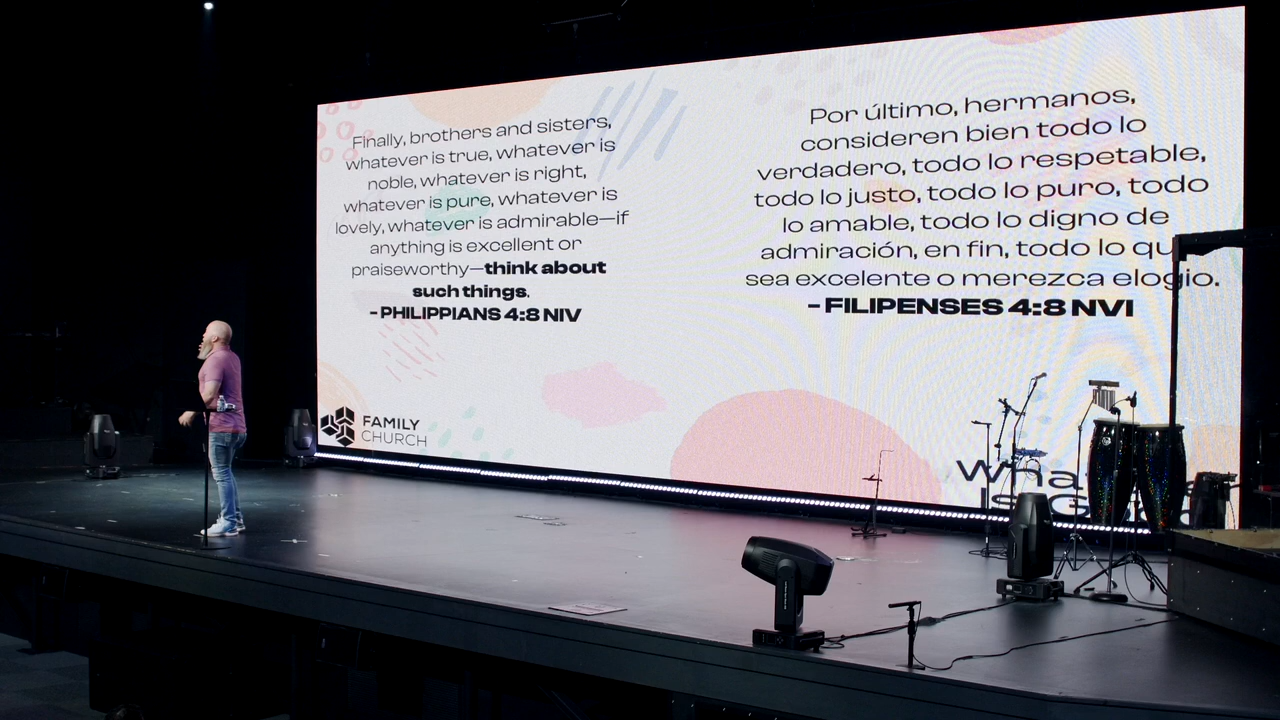 Finally, brothers and sisters,
whatever is true, whatever is
noble, whatever is right,
whatever is pure, whatever is
lovely, whatever is admirable—if
anything is excellent or
praiseworthy—think about
such things.
- PHILIPPIANS 4:8 NIV
Por último, hermanos,
consideren bien todo lo
verdadero, todo lo respetable,
todo lo justo, todo lo puro, todo
lo amable, todo lo digno de
admiración, en fin, todo lo
sea excelente o merezca elogio.
- FILIPENSES 4:8 NVI
FAMILY
CHURCH